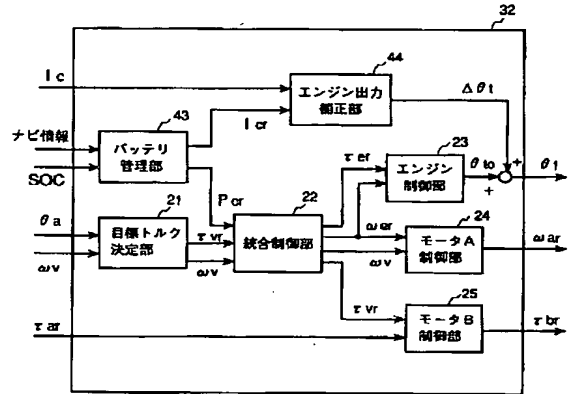 32
44
I c
エンジン出力
補正部
Δθt
43
I cr
ナビ情報
バッテリ
管理部
23
SOC
τer
エンジン
制御部
θto
+
+
θt
21
Pcr
22
θa
目標トルク
決定部
τvr
ωv
統合制御部
ωer
ωv
24
モータA
制御部
ωar
ωv
25
τvr
モータB
制御部
τbr
τar